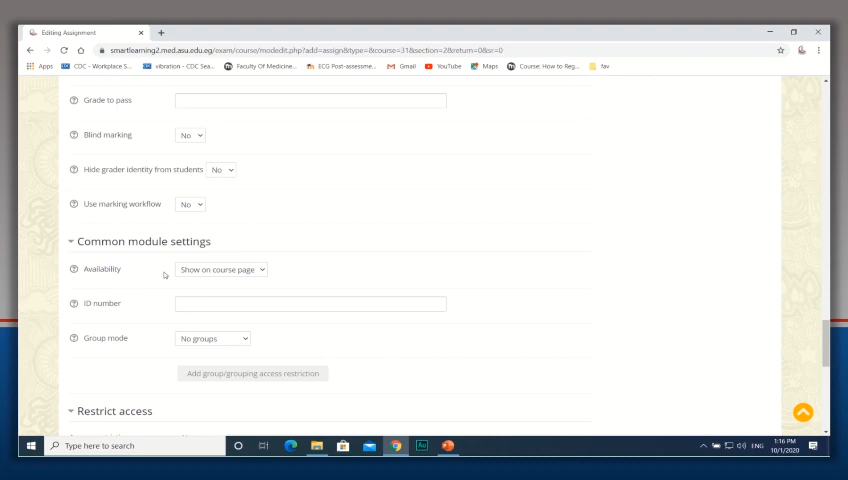 Editing Assignment
smartlearning2.med.asu.edu.eg/exam/course/modedit.php?add=assign&type=&course=31&section=2&return=0&sr=0
Apps CDC - Workplace S... vibration - CDC Sea... Faculty Of Medicine... ECG Post-assessme... Gmail YouTube Maps Course: How to Reg... fav
Grade to pass
Blind marking No
Hide grader identity from students No
Use marking workflow No
Common module settings
Availability Show on course page
ID number
Group mode No groups
Add group/grouping access restriction
Restrict access
Type here to search
Au
ENG
1:16 PM
10/1/2020